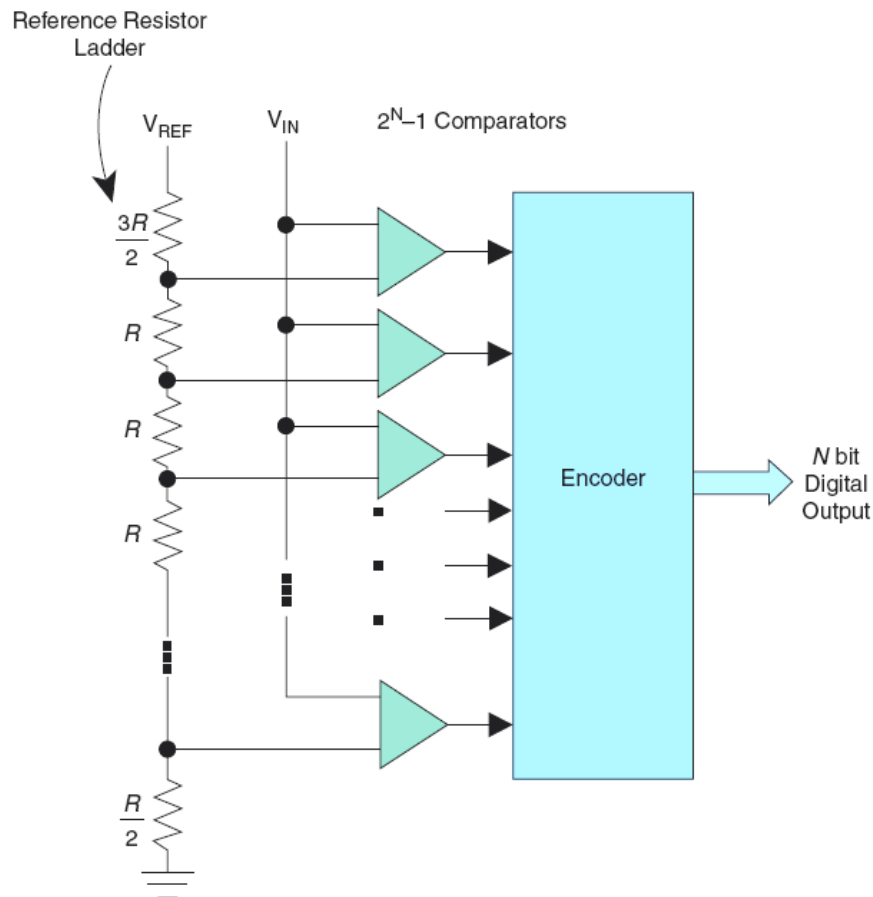 Reference Resistor
Ladder
V_REF
V_IN
2^N–1 Comparators
3R
2
R
R
R
Encoder
N bit
Digital
Output
R
2